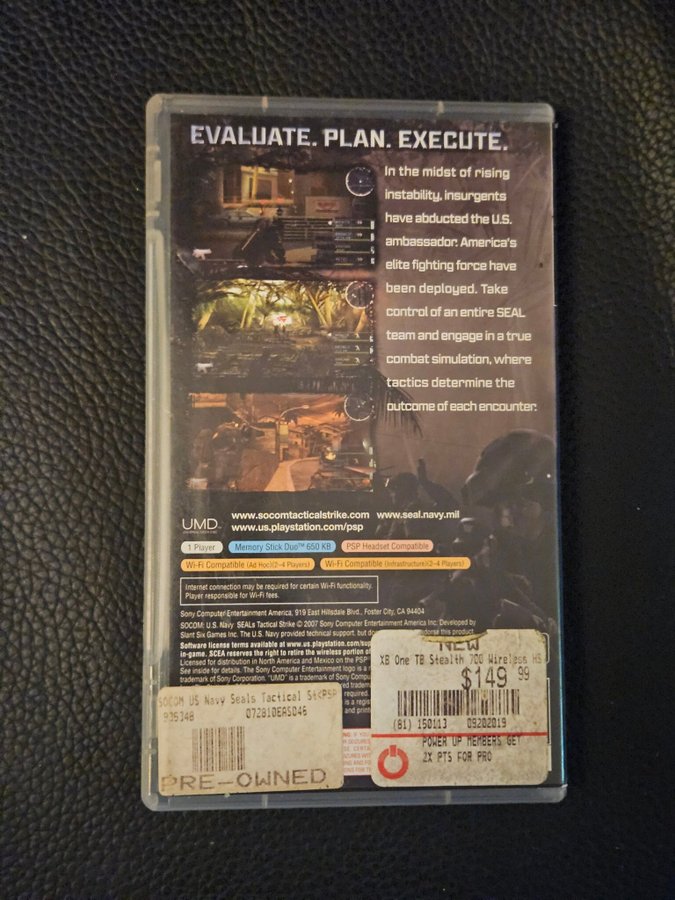 EVALUATE. PLAN. EXECUTE.
In the midst of rising
instability, insurgents
have abducted the U.S.
ambassador. America's
elite fighting force have
been deployed. Take
control of an entire SEAL
team and engage in a true
combat simulation, where
tactics determine the
outcome of each encounter.
UMD
www.socomtacticalstrike.com www.seal.navy.mil
www.us.playstation.com/psp
1 Player
Memory Stick Duo™ 650 KB
PSP Headset Compatible
Wi-Fi Compatible (Ad Hoc)(2-4 Players)
Wi-Fi Compatible (Infrastructure)(2-4 Players)
Internet connection may be required for certain Wi-Fi functionality.
Player responsible for Wi-Fi fees.
Sony Computer Entertainment America, 919 East Hillsdale Blvd., Foster City, CA 94404
SOCOM: U.S. Navy SEALs Tactical Strike © 2007 Sony Computer Entertainment America Inc. Developed by
Slant Six Games Inc. The U.S. Navy provided technical support, but endorse this product
Software license terms available at
in-game. SCEA reserves the right to retire the wireless portion
Licensed for distribution in North America and Mexico on the PSP
See inside for details. The Sony Computer Entertainment logo is
trademark of Sony Corporation. "UMD" is a trademark of Sony
NEW
XB One TB Stealth 700 Wireless HS
$149 99
(81) 150113 09202019
POWER UP MEMBERS GET
2X PTS FOR PRO
SOCOM US Navy Seals Tactical St<PSP
935348 072810EAS046
PRE-OWNED